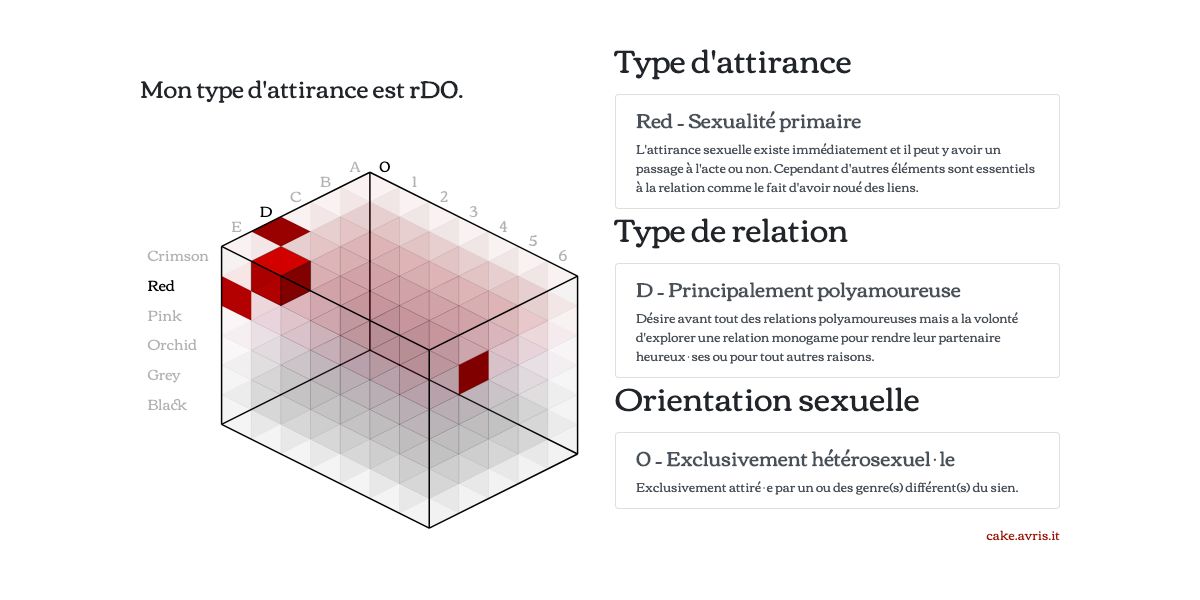 Mon type d'attirance est rDO.
A
O
B
1
C
2
D
3
E
4
5
6
Crimson
Red
Pink
Orchid
Grey
Black
Type d'attirance
Red - Sexualité primaire
L'attirance sexuelle existe immédiatement et il peut y avoir un
passage à l'acte ou non. Cependant d'autres éléments sont essentiels
à la relation comme le fait d'avoir noué des liens.
Type de relation
D - Principalement polyamoureuse
Désire avant tout des relations polyamoureuses mais a la volonté
d'explorer une relation monogame pour rendre leur partenaire
heureux·ses ou pour tout autres raisons.
Orientation sexuelle
O - Exclusivement hétérosexuel·le
Exclusivement attiré·e par un ou des genre(s) différent(s) du sien.
cake.avris.it